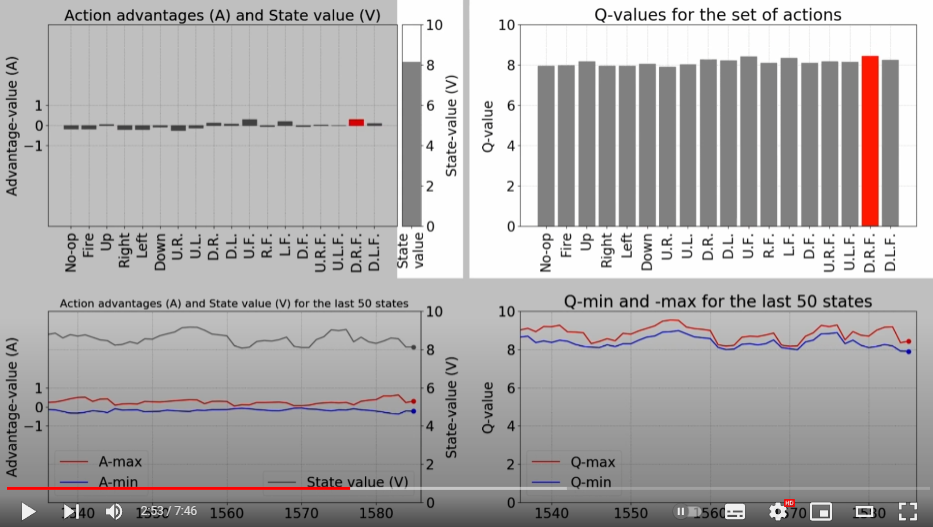 Action advantages (A) and State value (V)
Advantage-value (A)
1
0
−1
No-op
Fire
Up
Right
Left
Down
U.R.
U.L.
D.R.
D.L.
U.F.
R.F.
L.F.
D.F.
U.R.F.
U.L.F.
D.R.F.
D.L.F.
State
value
10
8
6
4
2
0
State-value (V)
Q-values for the set of actions
Q-value
10
8
6
4
2
0
No-op
Fire
Up
Right
Left
Down
U.R.
U.L.
D.R.
D.L.
U.F.
R.F.
L.F.
D.F.
U.R.F.
U.L.F.
D.R.F.
D.L.F.
Action advantages (A) and State value (V) for the last 50 states
Advantage-value (A)
1
0
−1
A-max
A-min
State value (V)
10
8
6
4
2
0
State-value (V)
1540
1560
1570
1580
Q-min and -max for the last 50 states
Q-value
10
8
6
4
2
0
Q-max
Q-min
1540
1550
1560
2:53 / 7:46
HD